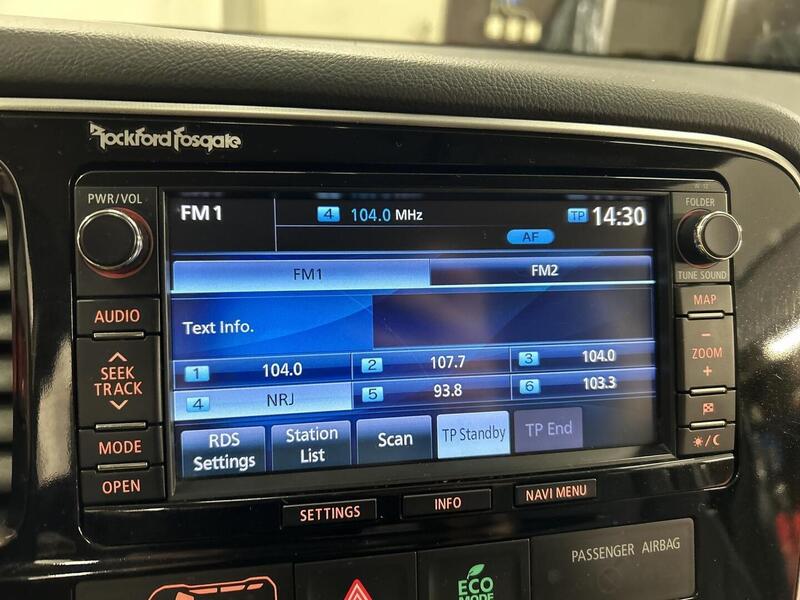 Rockford Fosgate
PWR/VOL
FM1
4 104.0 MHz
TP 14:30
AF
FOLDER
TUNE SOUND
FM1
FM2
AUDIO
Text Info.
MAP
1 104.0
2 107.7
3 104.0
SEEK
TRACK
−
ZOOM
+
4 NRJ
5 93.8
6 103.3
MODE
RDS
Settings
Station
List
Scan
TP Standby
TP End
OPEN
SETTINGS
INFO
NAVI MENU
PASSENGER AIRBAG
ECO
MODE